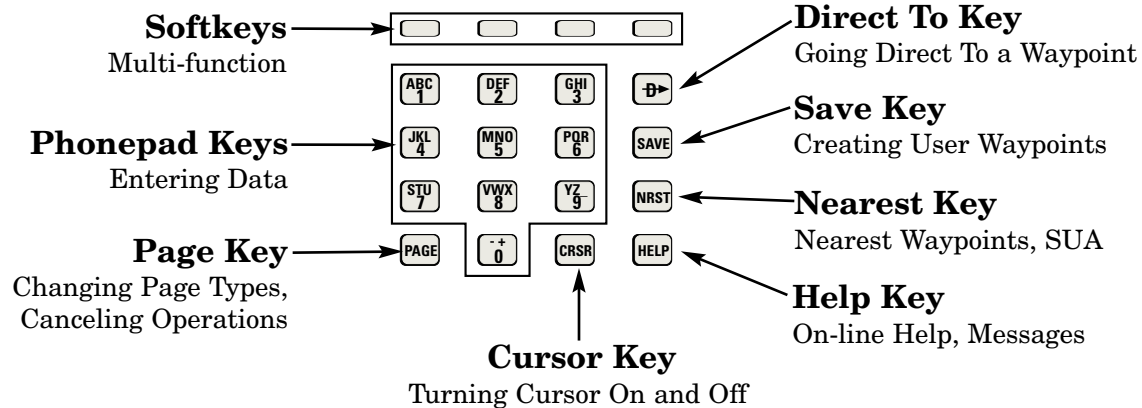 Softkeys
Multi-function
Direct To Key
Going Direct To a Waypoint
ABC
1
DEF
2
GHI
3
D
Save Key
Creating User Waypoints
Phonepad Keys
Entering Data
JKL
4
MNO
5
PQR
6
SAVE
STU
7
VWX
8
YZ_
9
NRST
Nearest Key
Nearest Waypoints, SUA
Page Key
Changing Page Types,
Canceling Operations
PAGE
- +
0
CRSR
HELP
Help Key
On-line Help, Messages
Cursor Key
Turning Cursor On and Off